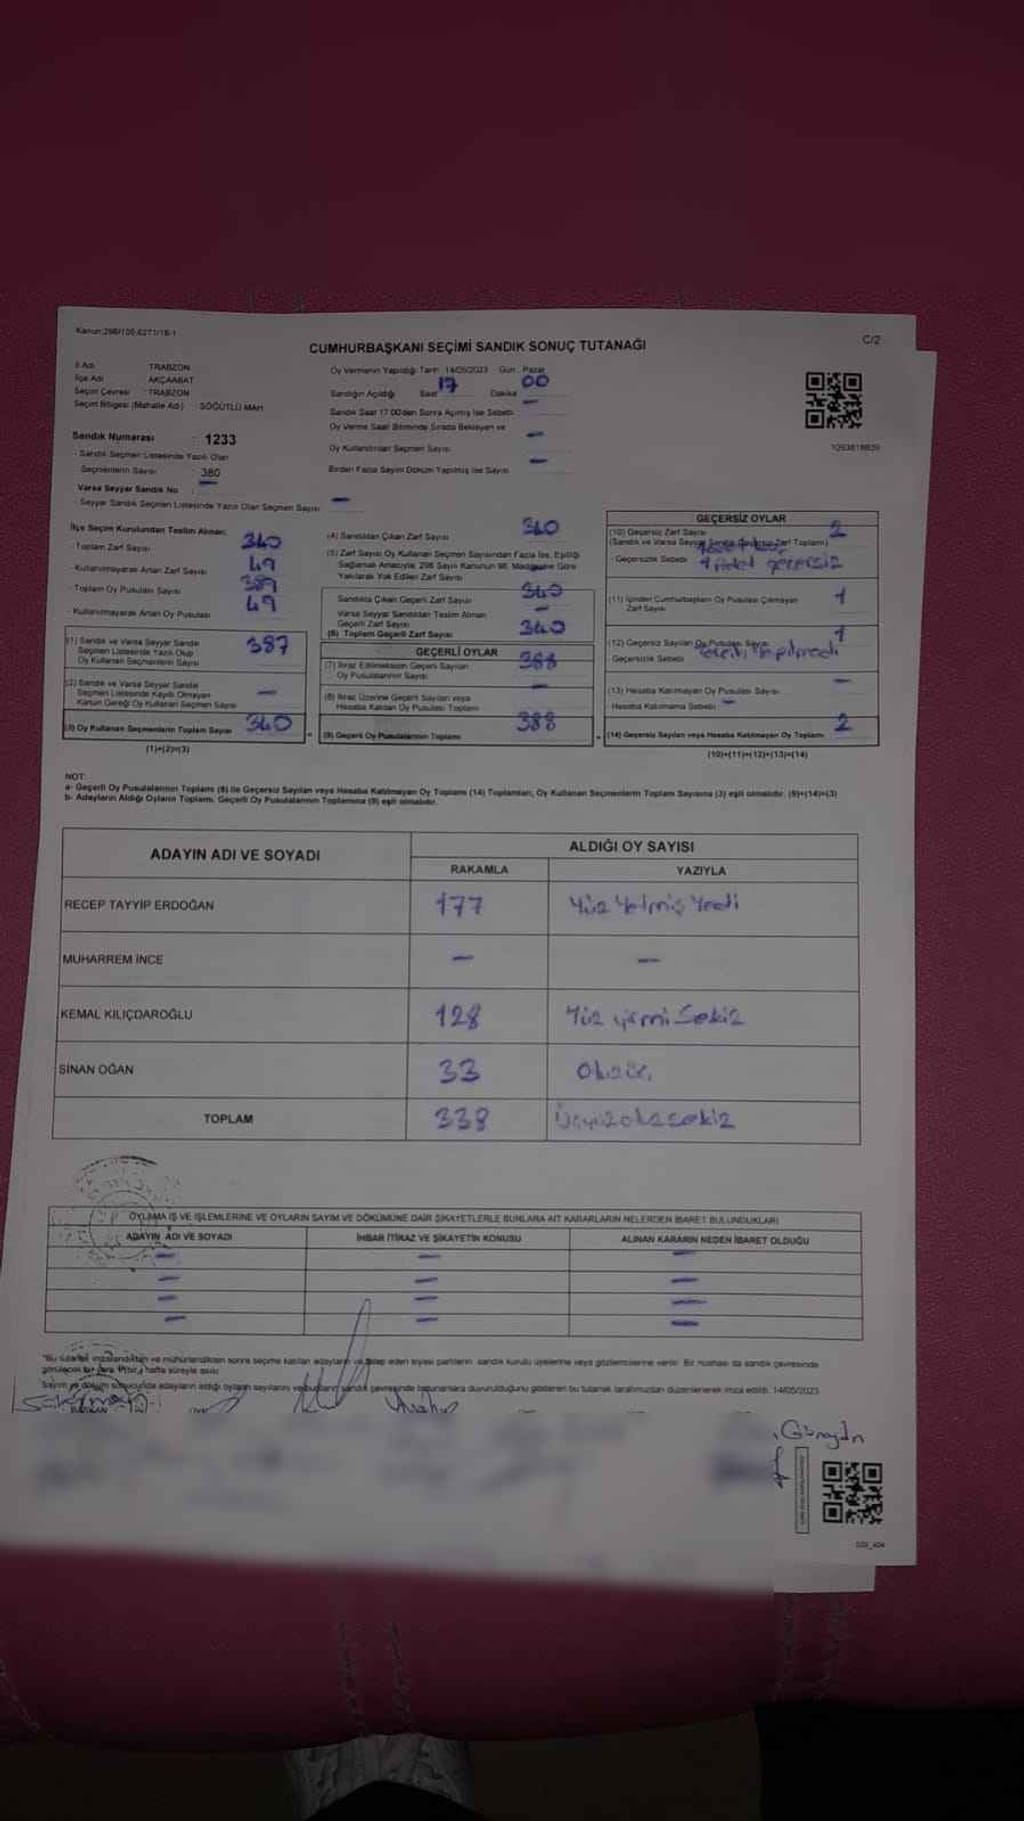 Kanun:298/105,6271/18-1
C/2
CUMHURBAŞKANI SEÇİMİ SANDIK SONUÇ TUTANAĞI
İl Adı TRABZON
İlçe Adı AKÇAABAT
Seçim Çevresi TRABZON
Seçim Bölgesi (Mahalle Adı) SÖĞÜTLÜ MAH.
Sandık Numarası : 1233
- Sandık Seçmen Listesinde Yazılı Olan
Seçmenlerin Sayısı 380
Varsa Seyyar Sandık No —
- Seyyar Sandık Seçmen Listesinde Yazılı Olan Seçmen Sayısı —
Oy Vermenin Yapıldığı Tarih 14/05/2023 Gün : Pazar
Sandığın Açıldığı Saat 17 Dakika 00
Sandık Saat 17.00'den Sonra Açılmış İse Sebebi —
Oy Verme Saati Bitiminde Sırada Bekleyen ve
Oy Kullandırılan Seçmen Sayısı —
Birden Fazla Sayım Döküm Yapılmış İse Sayısı —
1093818839
İlçe Seçim Kurulundan Teslim Alınan;
- Toplam Zarf Sayısı 340
- Kullanılmayarak Artan Zarf Sayısı 49
- Toplam Oy Pusulası Sayısı 389
- Kullanılmayarak Artan Oy Pusulası 49
(1) Sandık ve Varsa Seyyar Sandık
Seçmen Listesinde Yazılı Olup
Oy Kullanan Seçmenlerin Sayısı 387
(2) Sandık ve Varsa Seyyar Sandık
Seçmen Listesinde Kayıtlı Olmayan
Kanun Gereği Oy Kullanan Seçmen Sayısı —
(3) Oy Kullanan Seçmenlerin Toplam Sayısı 340
(1)+(2)=(3)
(4) Sandıktan Çıkan Zarf Sayısı 340
(5) Zarf Sayısı Oy Kullanan Seçmen Sayısından Fazla İse, Eşitliği
Sağlamak Amacıyla; 298 Sayılı Kanunun 98. Maddesine Göre
Yakılarak Yok Edilen Zarf Sayısı
Sandıkta Çıkan Geçerli Zarf Sayısı 340
Varsa Seyyar Sandıktan Teslim Alınan
Geçerli Zarf Sayısı —
(6) Toplam Geçerli Zarf Sayısı 340
GEÇERLİ OYLAR
(7) İtiraz Edilmeksizin Geçerli Sayılan
Oy Pusulalarının Sayısı 388
(8) İtiraz Üzerine Geçerli Sayılan veya
Hesaba Katılan Oy Pusulası Toplamı —
(9) Geçerli Oy Pusulalarının Toplamı 388
GEÇERSİZ OYLAR
(10) Geçersiz Zarf Sayısı 2
(Sandık ve Varsa Seyyar Sandık Geçersiz Zarf Toplamı)
- Geçersizlik Sebebi 1 Adet geçersiz
(11) İçinden Cumhurbaşkanı Oy Pusulası Çıkmayan
Zarf Sayısı 1
(12) Geçersiz Sayılan Oy Pusulası Sayısı 1
Geçersizlik Sebebi Tercih Yapılmadı
(13) Hesaba Katılmayan Oy Pusulası Sayısı —
Hesaba Katılmama Sebebi —
(14) Geçersiz Sayılan veya Hesaba Katılmayan Oy Toplamı 2
(10)+(11)+(12)+(13)=(14)
NOT:
a- Geçerli Oy Pusulalarının Toplamı (9) ile Geçersiz Sayılan veya Hesaba Katılmayan Oy Toplamı (14) Toplamları, Oy Kullanan Seçmenlerin Toplam Sayısına (3) eşit olmalıdır. (9)+(14)=(3)
b- Adayların Aldığı Oyların Toplamı, Geçerli Oy Pusulalarının Toplamına (9) eşit olmalıdır.
ADAYIN ADI VE SOYADI
ALDIĞI OY SAYISI
RAKAMLA YAZIYLA
RECEP TAYYİP ERDOĞAN 177 Yüz Yetmiş Yedi
MUHARREM İNCE — —
KEMAL KILIÇDAROĞLU 128 Yüz yirmi Sekiz
SİNAN OĞAN 33 Otuzüç
TOPLAM 338 Üçyüzotuzsekiz
OYLAMA İŞ VE İŞLEMLERİNE VE OYLARIN SAYIM VE DÖKÜMÜNE DAİR ŞİKAYETLERLE BUNLARA AİT KARARLARIN NELERDEN İBARET BULUNDUKLARI
ADAYIN ADI VE SOYADI İHBAR İTİRAZ VE ŞİKAYETİN KONUSU ALINAN KARARIN NEDEN İBARET OLDUĞU
— — —
— — —
— — —
— — —
"Bu tutanak imzalandıktan ve mühürlendikten sonra seçime katılan adayların ve talep eden siyasi partilerin sandık kurulu üyelerine veya gözlemcilerine verilir. Bir nüshası da sandık çevresinde
görülecek bir yere 1(bir) hafta süreyle asılır.
Sayım ve döküm sonucunda adayların aldığı oyların sayılarını ve bunların sandık çevresinde bulunanlara duyurulduğunu gösteren bu tutanak tarafımızdan düzenlenerek imza edildi. 14/05/2023
Günaydın